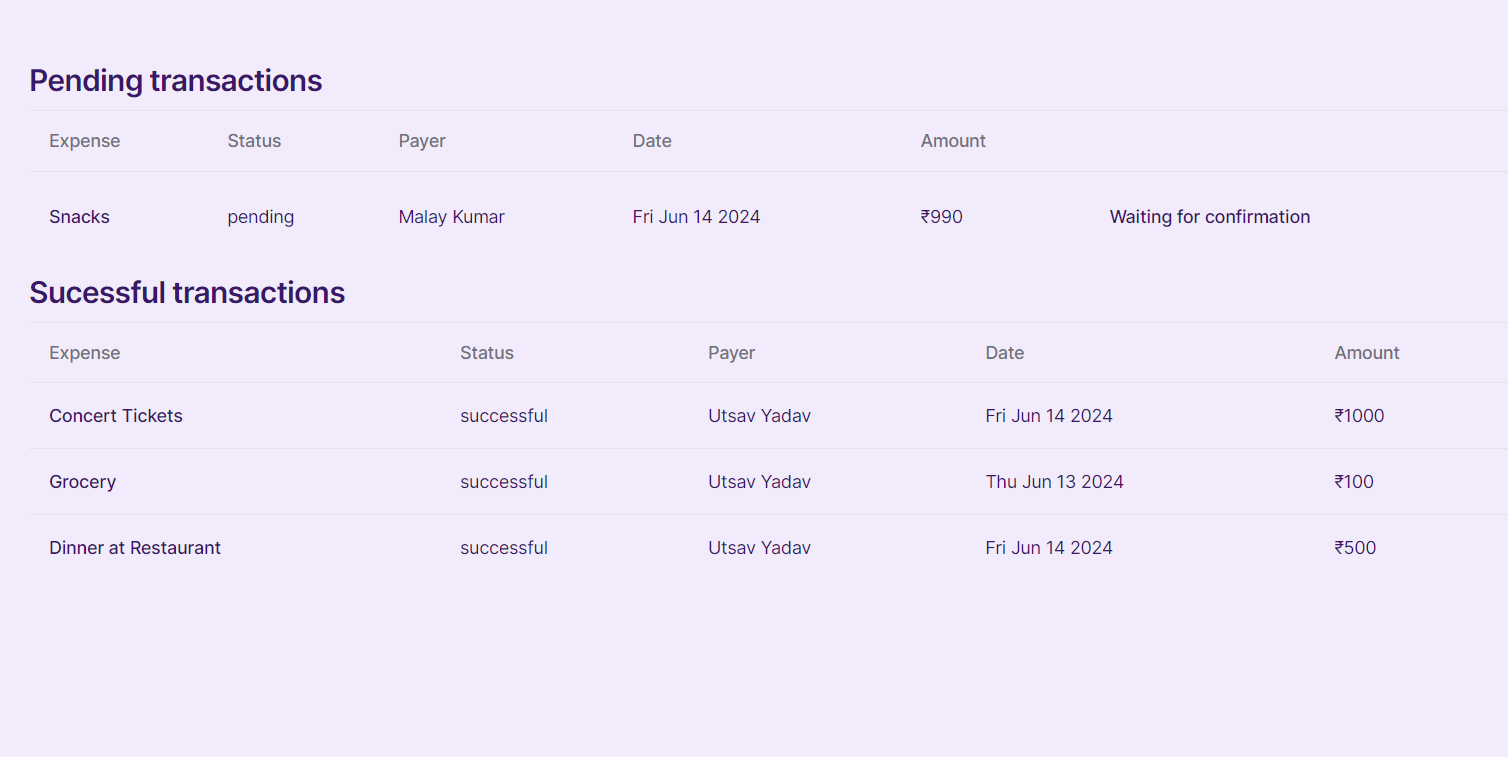 Pending transactions
Expense Status Payer Date Amount
Snacks pending Malay Kumar Fri Jun 14 2024 ₹990 Waiting for confirmation
Sucessful transactions
Expense Status Payer Date Amount
Concert Tickets successful Utsav Yadav Fri Jun 14 2024 ₹1000
Grocery successful Utsav Yadav Thu Jun 13 2024 ₹100
Dinner at Restaurant successful Utsav Yadav Fri Jun 14 2024 ₹500